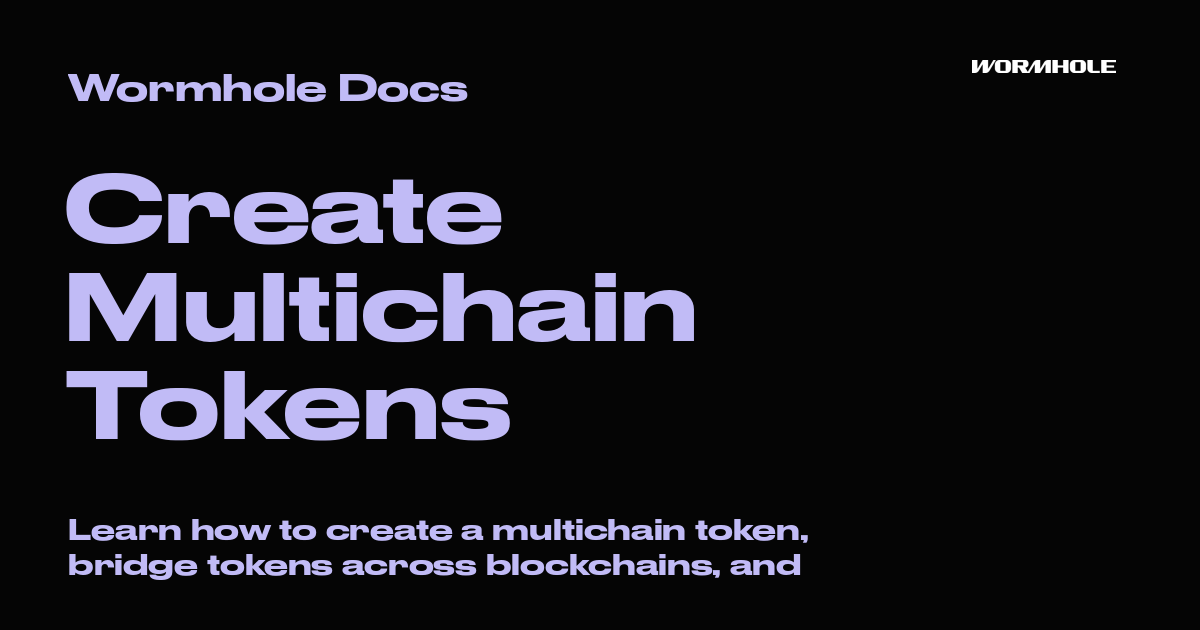 Wormhole Docs
WORMHOLE
Create
Multichain
Tokens
Learn how to create a multichain token,
bridge tokens across blockchains, and